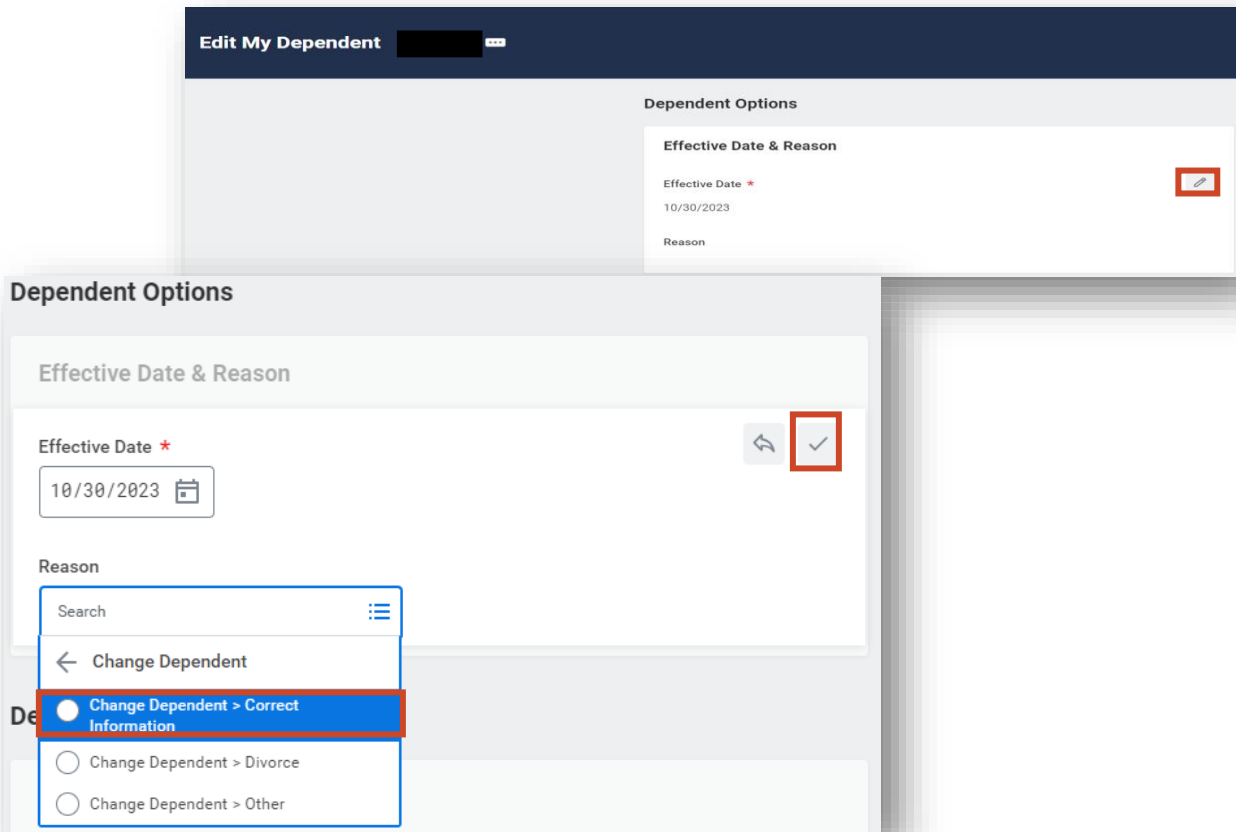 Edit My Dependent
Dependent Options
Effective Date & Reason
Effective Date *
10/30/2023
Reason
Dependent Options
Effective Date & Reason
Effective Date *
10/30/2023
Reason
Search
Change Dependent
De
Change Dependent > Correct
Information
Change Dependent > Divorce
Change Dependent > Other